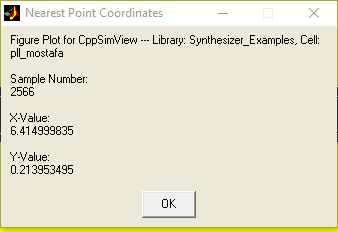 Nearest Point Coordinates
Figure Plot for CppSimView --- Library: Synthesizer_Examples, Cell:
pll_mostafa
Sample Number:
2566
X-Value:
6.414999835
Y-Value:
0.213953495
OK